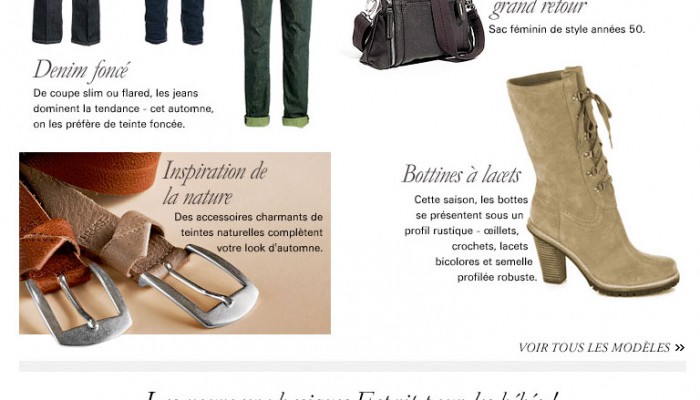 grand retour
Sac féminin de style années 50.
Denim foncé
De coupe slim ou flared, les jeans
dominent la tendance - cet automne,
on les préfère de teinte foncée.
Inspiration de
la nature
Des accessoires charmants de
teintes naturelles complètent
votre look d'automne.
Bottines à lacets
Cette saison, les bottes
se présentent sous un
profil rustique - œillets,
crochets, lacets
bicolores et semelle
profilée robuste.
VOIR TOUS LES MODÈLES »